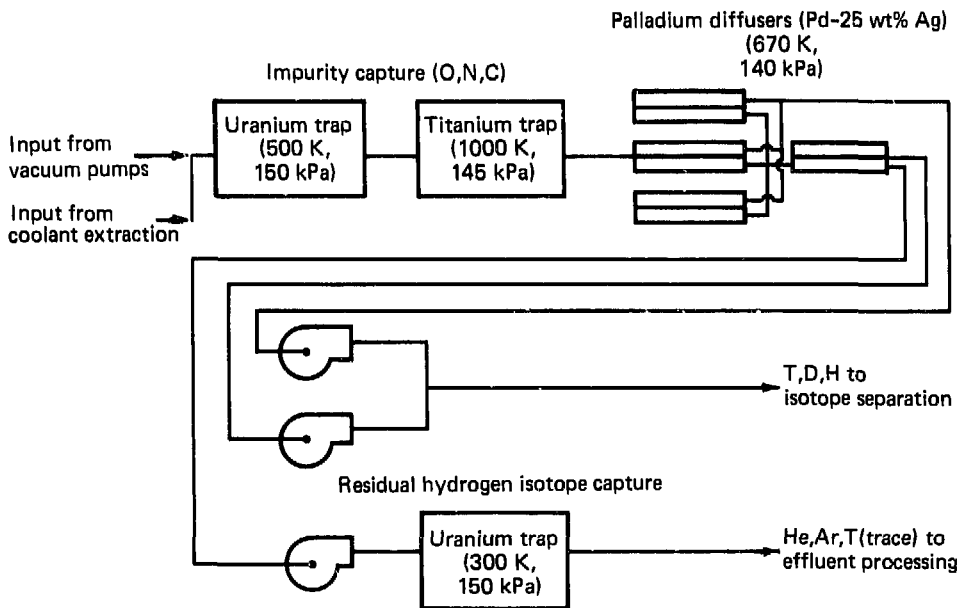 Palladium diffusers (Pd-25 wt% Ag)
(670 K,
140 kPa)
Impurity capture (O,N,C)
Uranium trap
(500 K,
150 kPa)
Titanium trap
(1000 K,
145 kPa)
Input from
vacuum pumps
Input from
coolant extraction
T,D,H to
isotope separation
Residual hydrogen isotope capture
Uranium trap
(300 K,
150 kPa)
He,Ar,T(trace) to
effluent processing